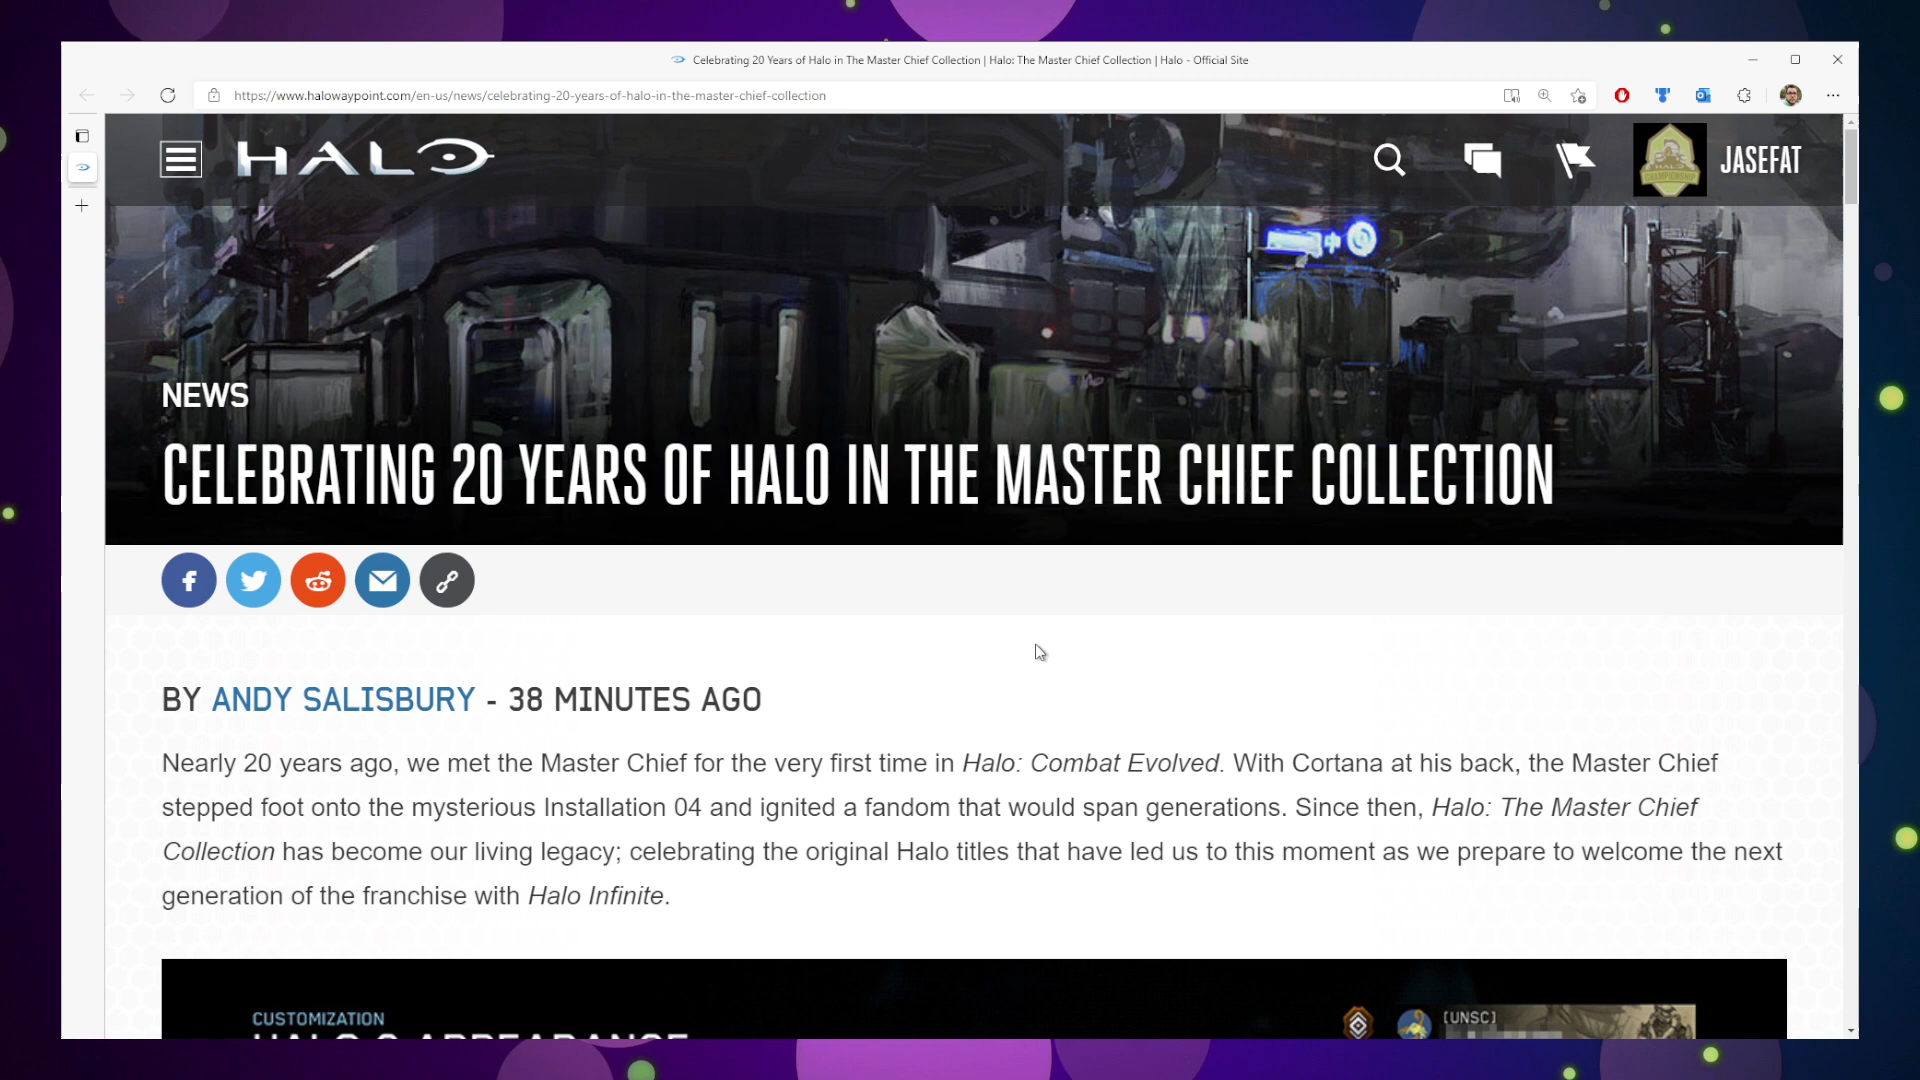 Celebrating 20 Years of Halo in The Master Chief Collection | Halo: The Master Chief Collection | Halo - Official Site
https://www.halowaypoint.com/en-us/news/celebrating-20-years-of-halo-in-the-master-chief-collection
HALO
JASEFAT
NEWS
CELEBRATING 20 YEARS OF HALO IN THE MASTER CHIEF COLLECTION
BY ANDY SALISBURY - 38 MINUTES AGO
Nearly 20 years ago, we met the Master Chief for the very first time in Halo: Combat Evolved. With Cortana at his back, the Master Chief
stepped foot onto the mysterious Installation 04 and ignited a fandom that would span generations. Since then, Halo: The Master Chief
Collection has become our living legacy; celebrating the original Halo titles that have led us to this moment as we prepare to welcome the next
generation of the franchise with Halo Infinite.
CUSTOMIZATION
[UNSC]